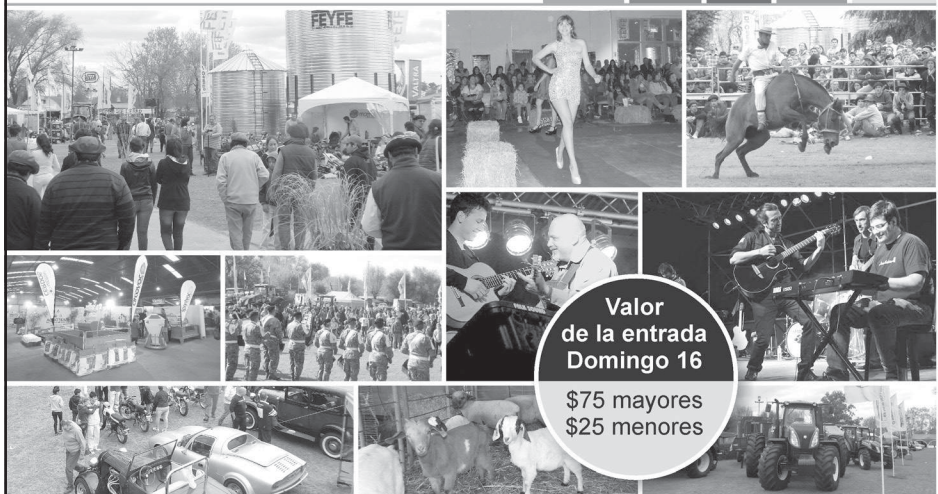 FEYFE
Valor
de la entrada
Domingo 16
$75 mayores
$25 menores